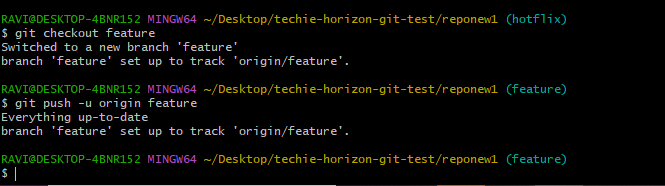 RAVI@DESKTOP-4BNR152 MINGW64 ~/Desktop/techie-horizon-git-test/reponew1 (hotflix)
$ git checkout feature
Switched to a new branch 'feature'
branch 'feature' set up to track 'origin/feature'.
RAVI@DESKTOP-4BNR152 MINGW64 ~/Desktop/techie-horizon-git-test/reponew1 (feature)
$ git push -u origin feature
Everything up-to-date
branch 'feature' set up to track 'origin/feature'.
RAVI@DESKTOP-4BNR152 MINGW64 ~/Desktop/techie-horizon-git-test/reponew1 (feature)
$